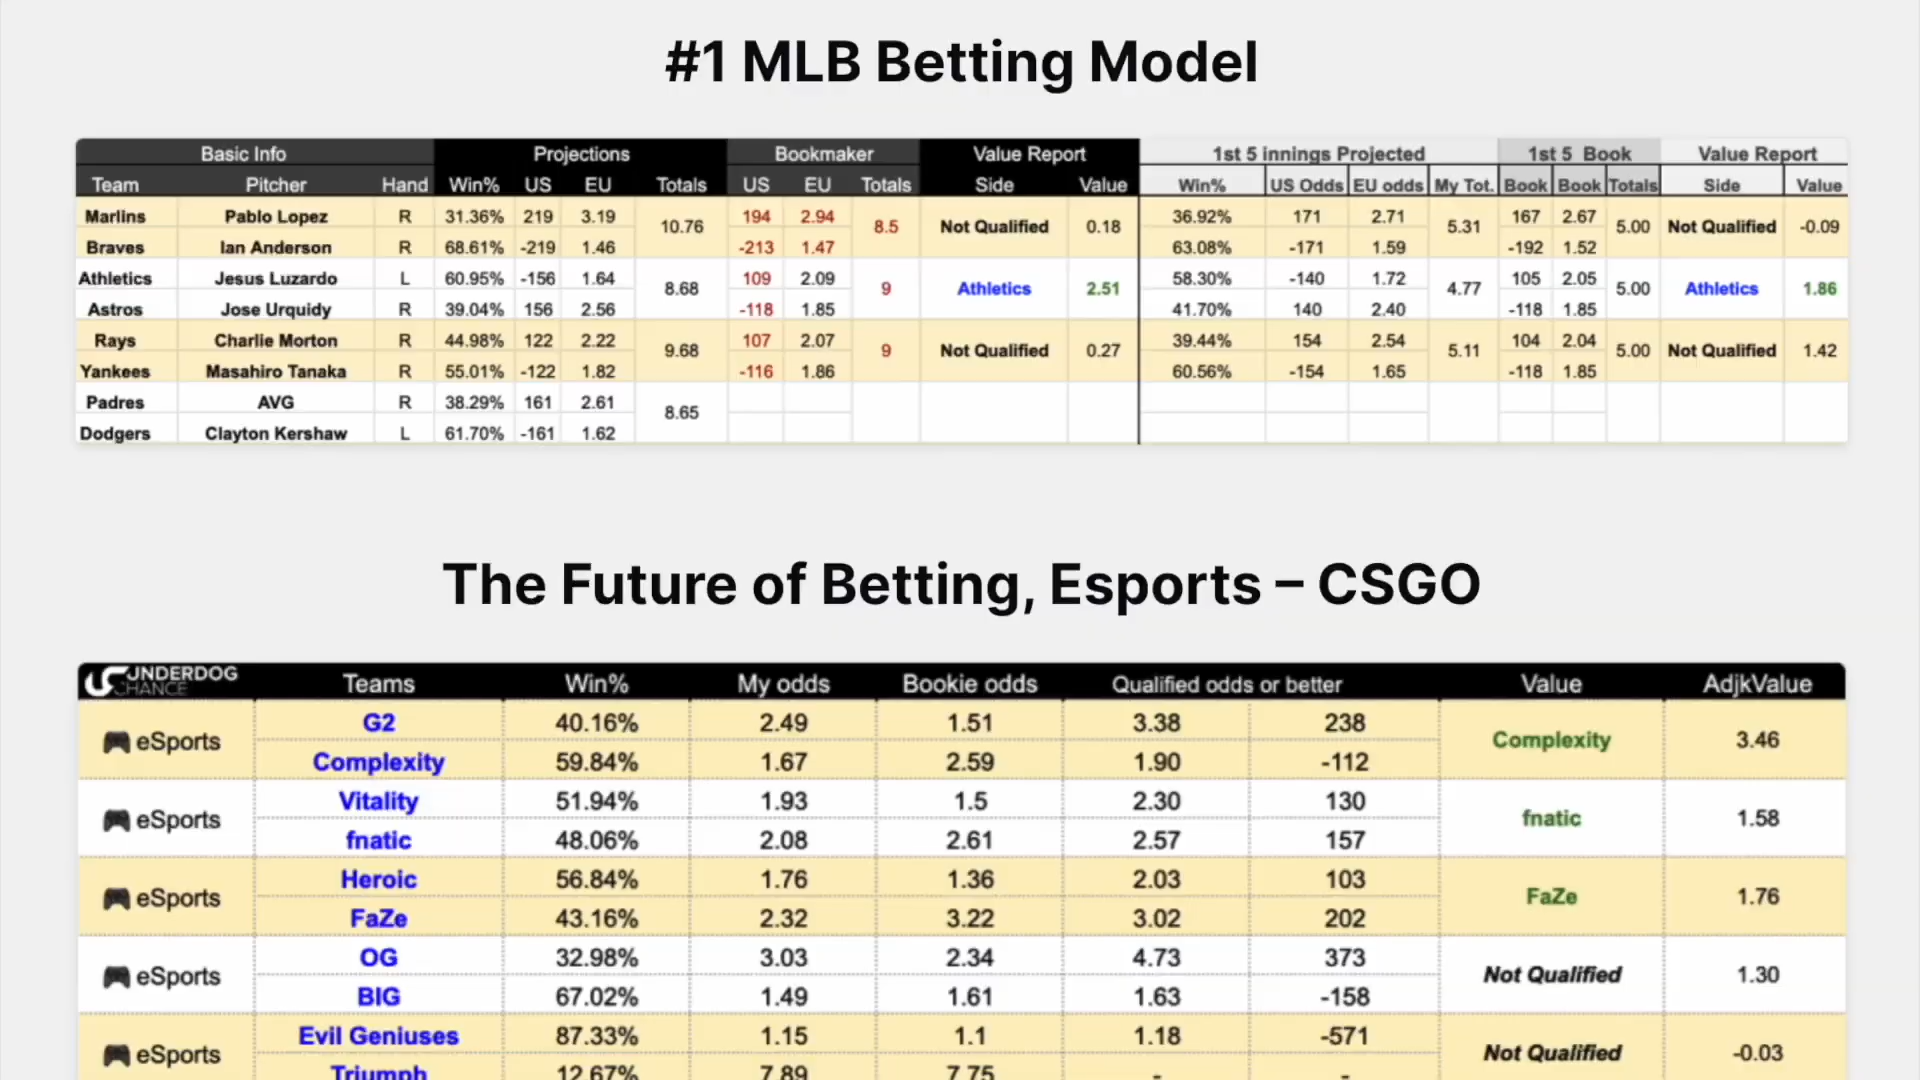 #1 MLB Betting Model
Basic Info Projections Bookmaker Value Report 1st 5 innings Projected 1st 5 Book Value Report
Team Pitcher Hand Win% US EU Totals US EU Totals Side Value Win% US Odds EU odds My Tot. Book Book Totals Side Value
Marlins Pablo Lopez R 31.36% 219 3.19 10.76 194 2.94 8.5 Not Qualified 0.18 36.92% 171 2.71 5.31 167 2.67 5.00 Not Qualified -0.09
Braves Ian Anderson R 68.61% -219 1.46 -213 1.47 63.08% -171 1.59 -192 1.52
Athletics Jesus Luzardo L 60.95% -156 1.64 8.68 109 2.09 9 Athletics 2.51 58.30% -140 1.72 4.77 105 2.05 5.00 Athletics 1.86
Astros Jose Urquidy R 39.04% 156 2.56 -118 1.85 41.70% 140 2.40 -118 1.85
Rays Charlie Morton R 44.98% 122 2.22 9.68 107 2.07 9 Not Qualified 0.27 39.44% 154 2.54 5.11 104 2.04 5.00 Not Qualified 1.42
Yankees Masahiro Tanaka R 55.01% -122 1.82 -116 1.86 60.56% -154 1.65 -118 1.85
Padres AVG R 38.29% 161 2.61 8.65
Dodgers Clayton Kershaw L 61.70% -161 1.62
The Future of Betting, Esports – CSGO
UNDERDOG CHANCE Teams Win% My odds Bookie odds Qualified odds or better Value AdjkValue
eSports G2 40.16% 2.49 1.51 3.38 238 Complexity 3.46
Complexity 59.84% 1.67 2.59 1.90 -112
eSports Vitality 51.94% 1.93 1.5 2.30 130 fnatic 1.58
fnatic 48.06% 2.08 2.61 2.57 157
eSports Heroic 56.84% 1.76 1.36 2.03 103 FaZe 1.76
FaZe 43.16% 2.32 3.22 3.02 202
eSports OG 32.98% 3.03 2.34 4.73 373 Not Qualified 1.30
BIG 67.02% 1.49 1.61 1.63 -158
eSports Evil Geniuses 87.33% 1.15 1.1 1.18 -571 Not Qualified -0.03
Triumph 12.67% 7.89 7.75 - -